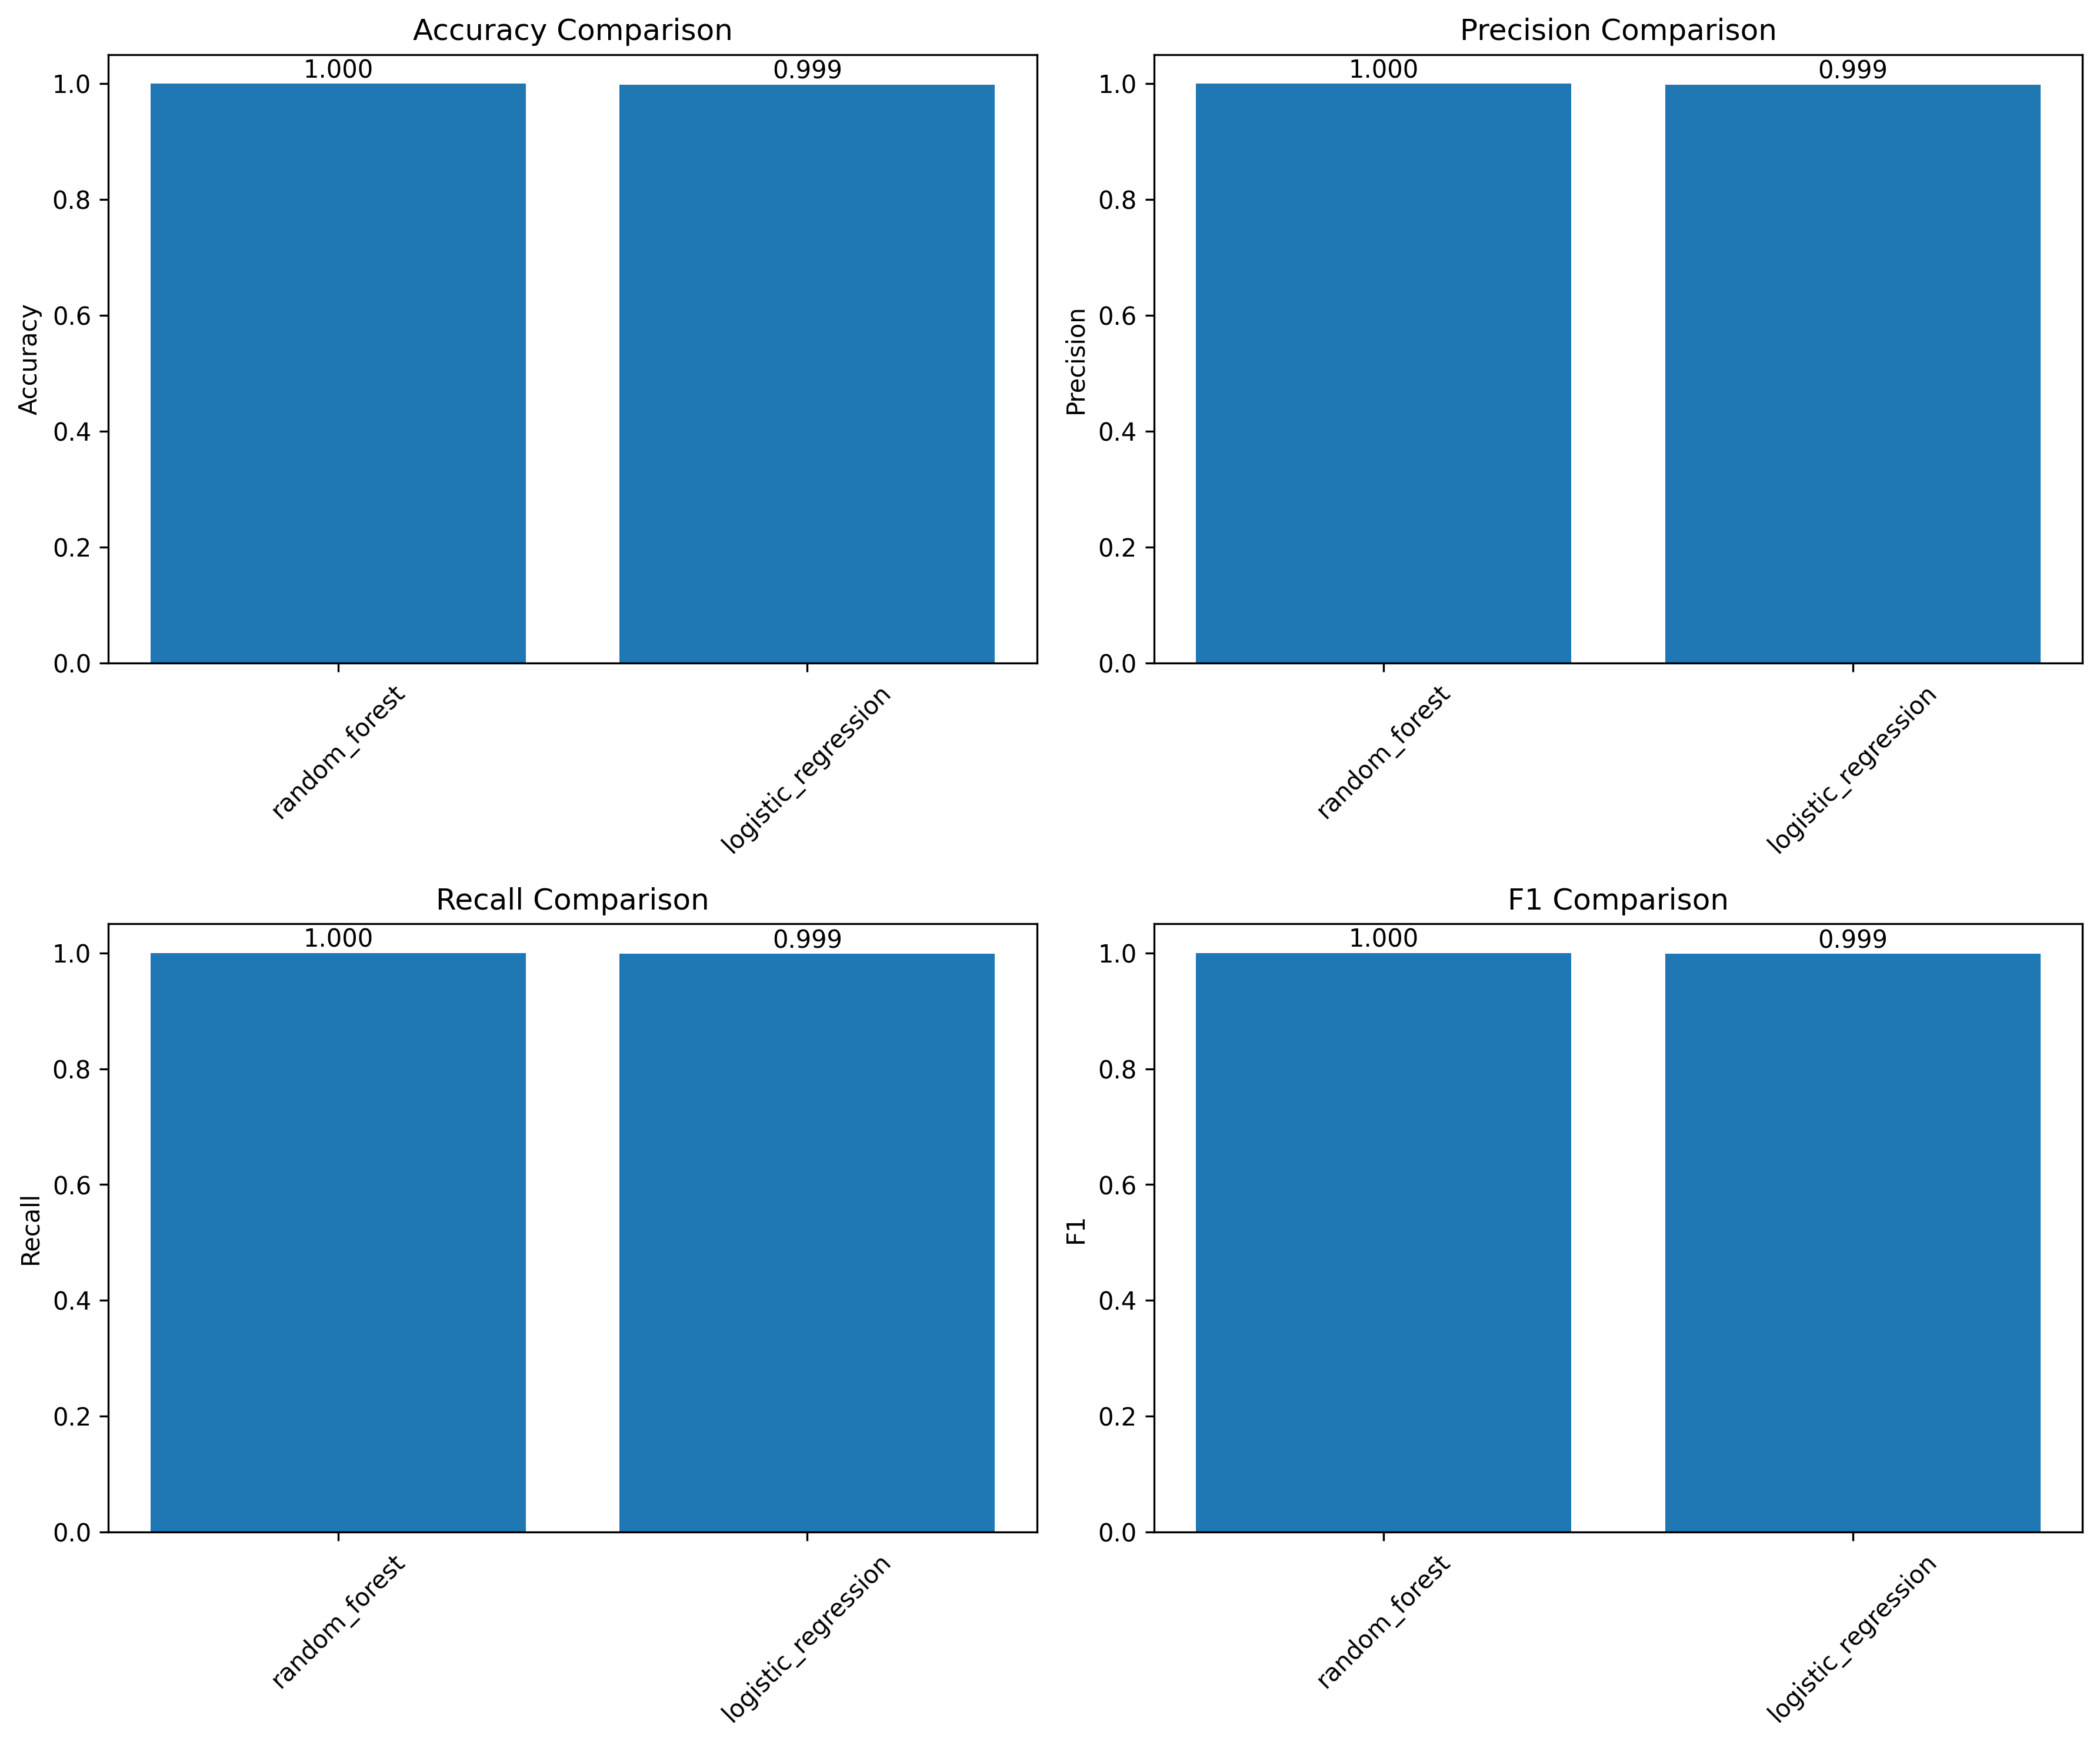 Accuracy Comparison
1.000
0.999
1.0
0.8
0.6
0.4
0.2
0.0
Accuracy
random_forest
logistic_regression
Precision Comparison
1.000
0.999
1.0
0.8
0.6
0.4
0.2
0.0
Precision
random_forest
logistic_regression
Recall Comparison
1.000
0.999
1.0
0.8
0.6
0.4
0.2
0.0
Recall
random_forest
logistic_regression
F1 Comparison
1.000
0.999
1.0
0.8
0.6
0.4
0.2
0.0
F1
random_forest
logistic_regression